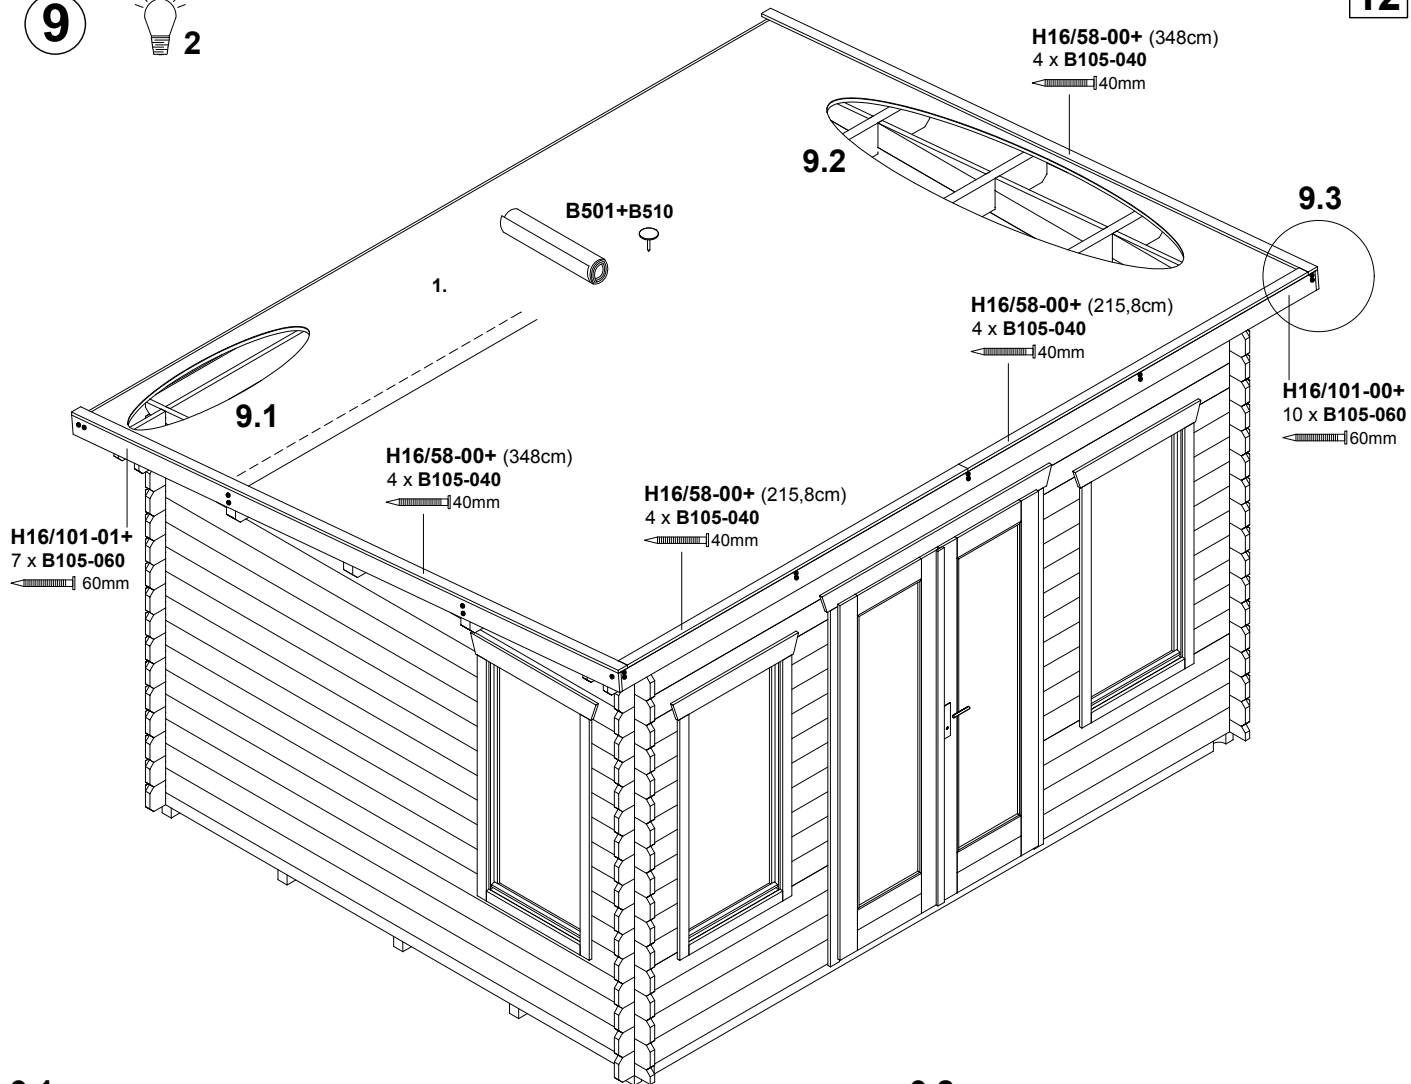 9
2
12
H16/58-00+ (348cm)
4 x B105-040
40mm
9.2
9.3
B501+B510
1.
H16/58-00+ (215,8cm)
4 x B105-040
40mm
H16/101-00+
10 x B105-060
60mm
9.1
H16/58-00+ (348cm)
4 x B105-040
40mm
H16/58-00+ (215,8cm)
4 x B105-040
40mm
H16/101-01+
7 x B105-060
60mm